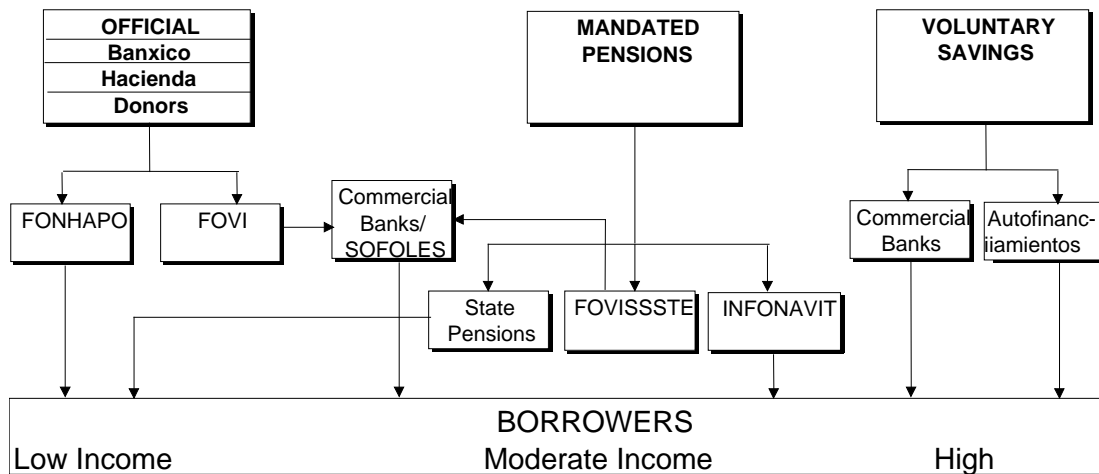 OFFICIAL
Banxico
Hacienda
Donors
MANDATED
PENSIONS
VOLUNTARY
SAVINGS
FONHAPO
FOVI
Commercial
Banks/
SOFOLES
Commercial
Banks
Autofinanc-
iiamientos
State
Pensions
FOVISSSTE
INFONAVIT
BORROWERS
Low Income
Moderate Income
High